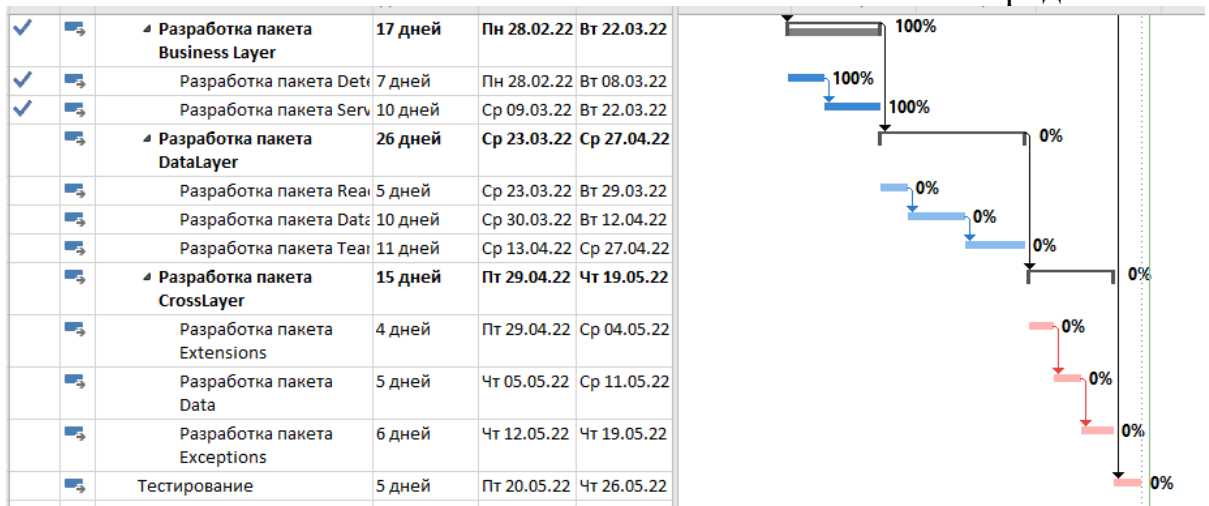 Разработка пакета 17 дней Пн 28.02.22 Вт 22.03.22 100%
Business Layer
Разработка пакета 7 дней Пн 28.02.22 Вт 08.03.22 100%
Разработка пакета Serv 10 дней Ср 09.03.22 Вт 22.03.22 100%
Разработка пакета 26 дней Ср 23.03.22 Ср 27.04.22 0%
DataLayer
Разработка пакета 5 дней Ср 23.03.22 Вт 29.03.22 0%
Разработка пакета Data 10 дней Ср 30.03.22 Вт 12.04.22 0%
Разработка пакета 11 дней Ср 13.04.22 Ср 27.04.22 0%
Разработка пакета 15 дней Пт 29.04.22 Чт 19.05.22 0%
CrossLayer
Разработка пакета 4 дней Пт 29.04.22 Ср 04.05.22 0%
Extensions
Разработка пакета 5 дней Чт 05.05.22 Ср 11.05.22 0%
Data
Разработка пакета 6 дней Чт 12.05.22 Чт 19.05.22 0%
Exceptions
Тестирование 5 дней Пт 20.05.22 Чт 26.05.22 0%